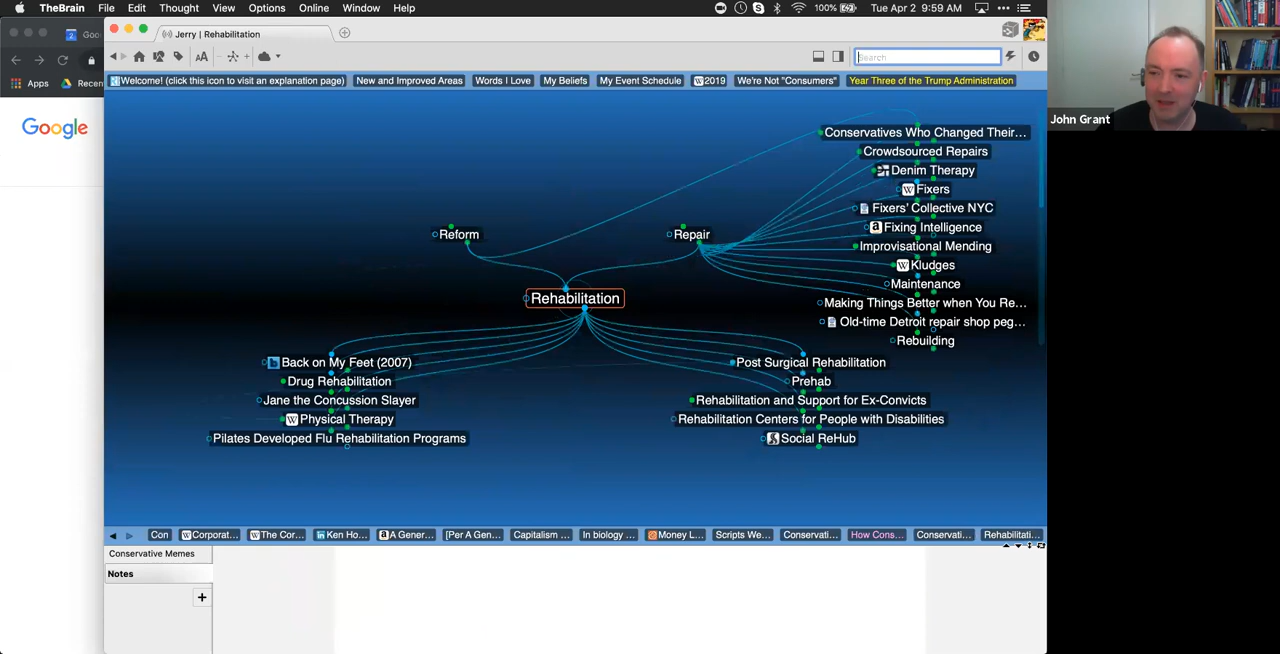 TheBrain File Edit Thought View Options Online Window Help 100% Tue Apr 2 9:59 AM
Goo
Jerry | Rehabilitation
Apps Recen
AA Search
Welcome! (click this icon to visit an explanation page) New and Improved Areas Words I Love My Beliefs My Event Schedule 2019 We're Not "Consumers" Year Three of the Trump Administration
Google
John Grant
Conservatives Who Changed Their...
Crowdsourced Repairs
Denim Therapy
Fixers
Fixers' Collective NYC
Fixing Intelligence
Improvisational Mending
Kludges
Maintenance
Making Things Better when You Re...
Old-time Detroit repair shop peg...
Rebuilding
Reform
Repair
Rehabilitation
Back on My Feet (2007)
Drug Rehabilitation
Jane the Concussion Slayer
Physical Therapy
Pilates Developed Flu Rehabilitation Programs
Post Surgical Rehabilitation
Prehab
Rehabilitation and Support for Ex-Convicts
Rehabilitation Centers for People with Disabilities
Social ReHub
Con Corporat... The Cor... Ken Ho... A Gener... [Per A Gen... Capitalism ... In biology ... Money L... Scripts We... Conservati... How Cons... Conservati... Rehabilitati...
Conservative Memes
Notes